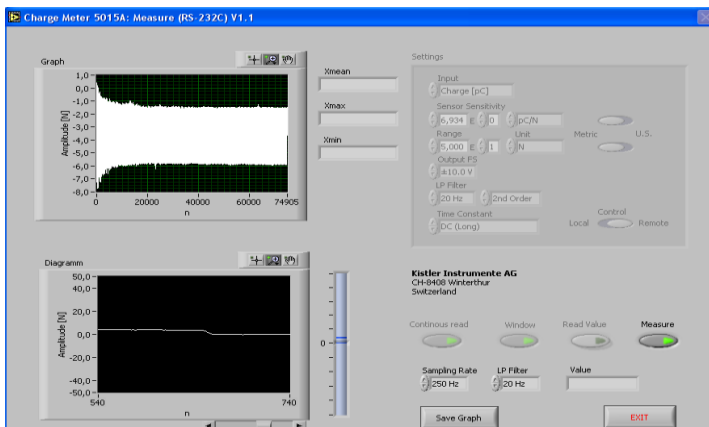 Charge Meter 5015A: Measure (RS-232C) V1.1
Graph
1,0
0,0
-1,0
-2,0
-3,0
-4,0
-5,0
-6,0
-7,0
-8,0
Amplitude [N]
0 20000 40000 60000 74905
n
Xmean
Xmax
Xmin
Settings
Input
Charge [pC]
Sensor Sensitivity
6,934 E 0 pC/N
Range Unit
5,000 E 1 N
Metric U.S.
Output FS
±10.0 V
LP Filter
20 Hz 2nd Order
Time Constant
DC (Long)
Control
Local Remote
Diagramm
50,0
40,0
20,0
0,0
-20,0
-40,0
-50,0
Amplitude [N]
540 740
n
0
Kistler Instrumente AG
CH-8408 Winterthur
Switzerland
Continous read Window Read Value Measure
Sampling Rate LP Filter Value
250 Hz 20 Hz
Save Graph EXIT